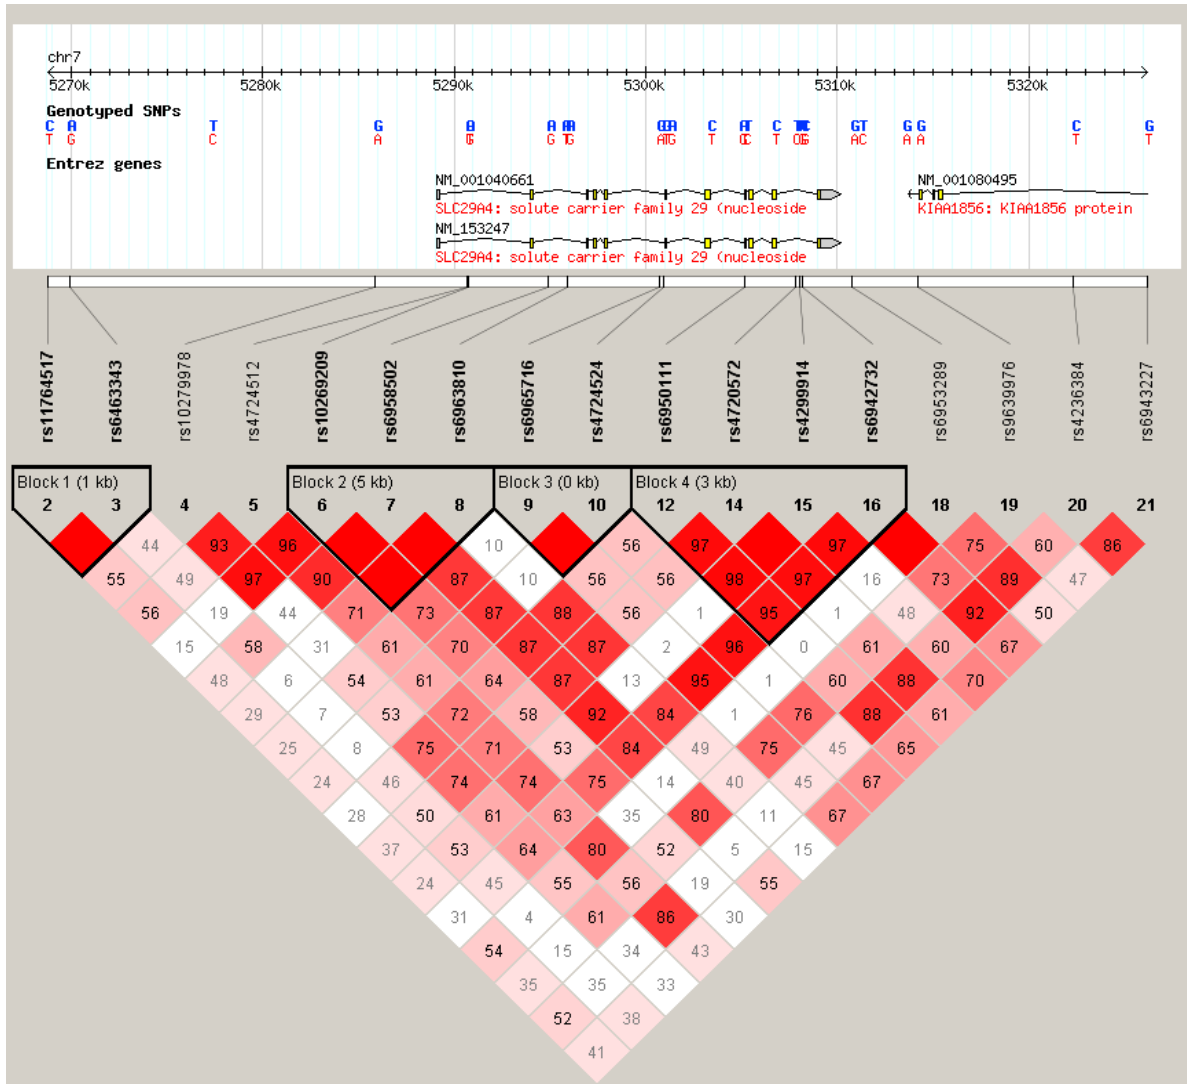 chr7
5270k 5280k 5290k 5300k 5310k 5320k
Genotyped SNPs
C A T G A A C T C G G C G
T G C A G G T C T A A T T
Entrez genes
NM_001040661
SLC29A4: solute carrier family 29 (nucleoside
NM_001080495
KIAA1856: KIAA1856 protein
NM_153247
SLC29A4: solute carrier family 29 (nucleoside
rs11764517 rs6463343 rs10279978 rs4724512 rs10269209 rs6958502 rs6963810 rs6965716 rs4724524 rs6950111 rs4720572 rs4299914 rs6942732 rs6953289 rs9639976 rs4236384 rs6943227
Block 1 (1 kb) Block 2 (5 kb) Block 3 (0 kb) Block 4 (3 kb)
2 3 4 5 6 7 8 9 10 12 14 15 16 18 19 20 21
44 93 96 10 56 97 97 75 60 86
55 49 97 90 87 10 56 56 98 97 16 73 89 47
56 19 44 71 73 87 88 56 1 95 1 48 92 50
15 58 31 61 70 87 87 2 96 0 61 60 67
48 6 54 61 64 87 13 95 1 60 88 70
29 7 53 72 58 92 84 1 76 88 61
25 8 75 71 53 84 49 75 45 65
24 46 74 74 75 14 40 45 67
28 50 61 63 35 80 11 67
37 53 64 80 52 5 15
24 45 55 56 19 55
31 4 61 86 30
54 15 34 43
35 35 33
52 38
41